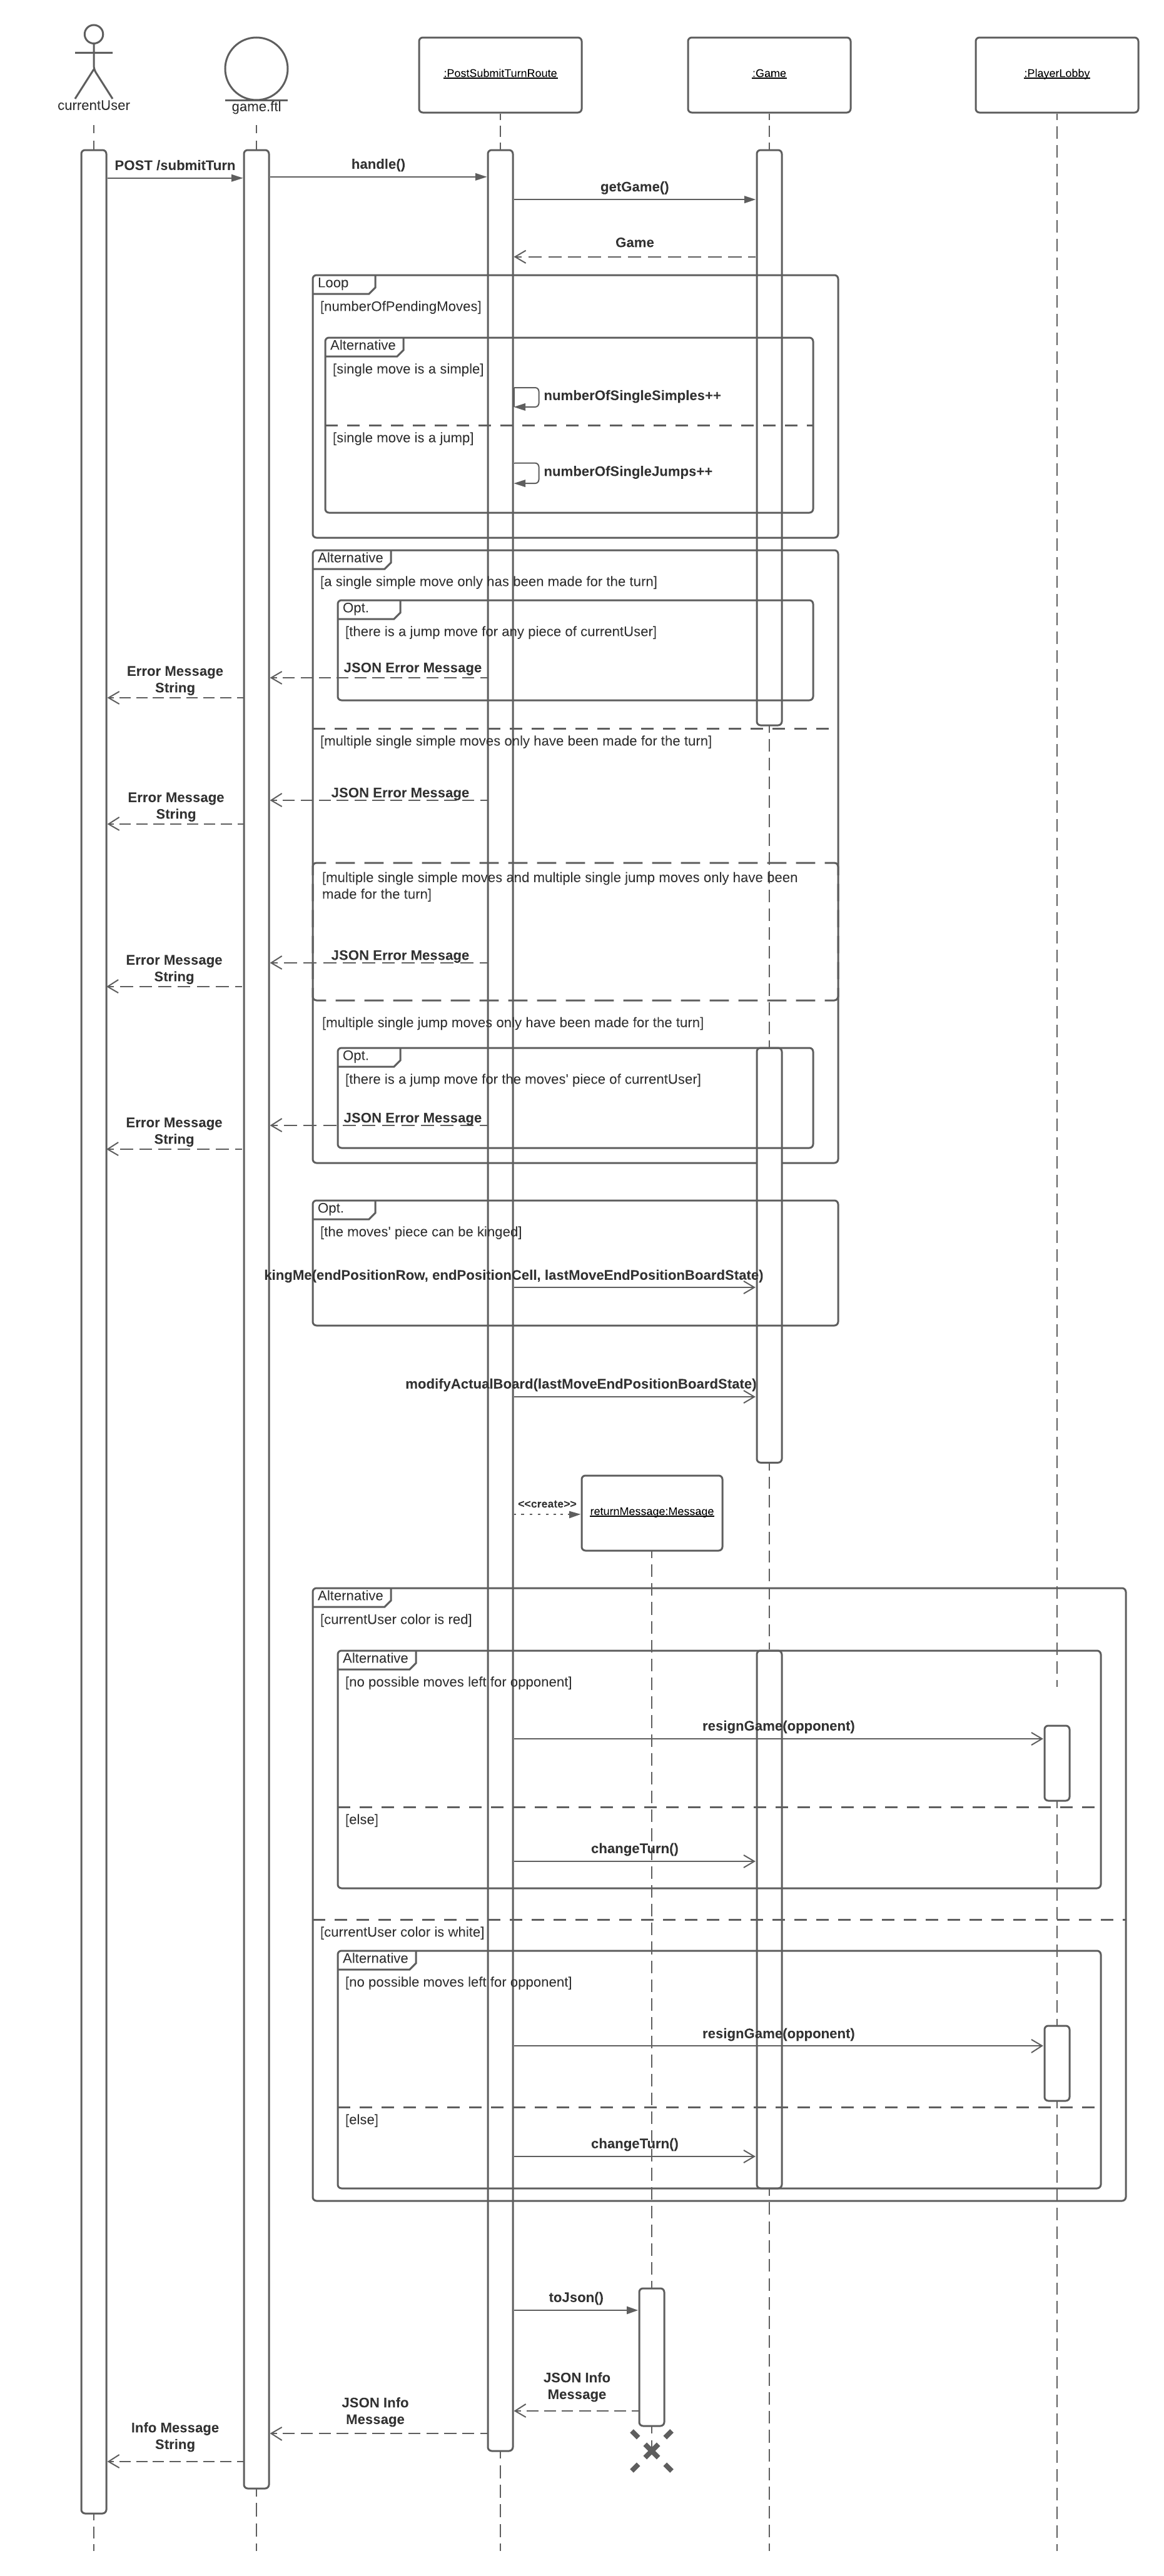 currentUser
game.ftl
:PostSubmitTurnRoute
:Game
:PlayerLobby
POST /submitTurn
handle()
getGame()
Game
Loop
[numberOfPendingMoves]
Alternative
[single move is a simple]
numberOfSingleSimples++
[single move is a jump]
numberOfSingleJumps++
Alternative
[a single simple move only has been made for the turn]
Opt.
[there is a jump move for any piece of currentUser]
JSON Error Message
Error Message
String
[multiple single simple moves only have been made for the turn]
JSON Error Message
Error Message
String
[multiple single simple moves and multiple single jump moves only have been
made for the turn]
JSON Error Message
Error Message
String
[multiple single jump moves only have been made for the turn]
Opt.
[there is a jump move for the moves' piece of currentUser]
JSON Error Message
Error Message
String
Opt.
[the moves' piece can be kinged]
kingMe(endPositionRow, endPositionCell, lastMoveEndPositionBoardState)
modifyActualBoard(lastMoveEndPositionBoardState)
<<create>>
returnMessage:Message
Alternative
[currentUser color is red]
Alternative
[no possible moves left for opponent]
resignGame(opponent)
[else]
changeTurn()
[currentUser color is white]
Alternative
[no possible moves left for opponent]
resignGame(opponent)
[else]
changeTurn()
toJson()
JSON Info
Message
JSON Info
Message
Info Message
String